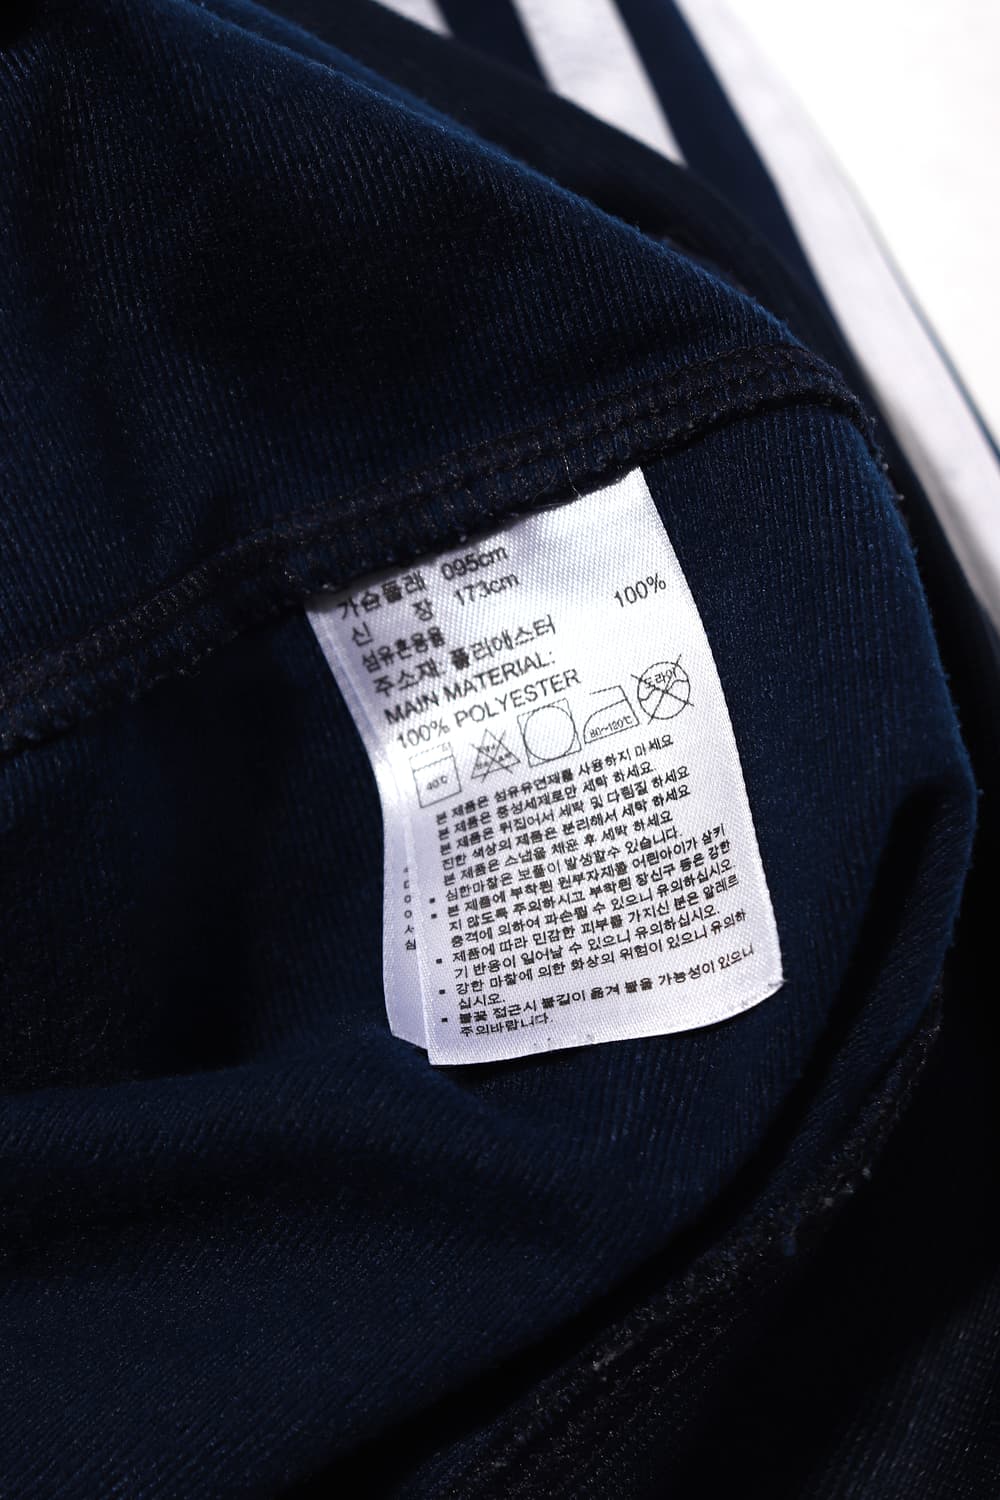 가슴둘레 095cm
신 장 173cm
섬유혼용율
주소재: 폴리에스터 100%
MAIN MATERIAL:
100% POLYESTER
40℃
80~120℃
드라이
본 제품은 섬유유연제를 사용하지 마세요
본 제품은 중성세제로만 세탁 하세요
본 제품은 뒤집어서 세탁 및 다림질 하세요
진한 색상의 제품은 분리해서 세탁 하세요
본 제품은 스냅을 채운 후 세탁 하세요
▪ 심한마찰은 보풀이 발생할수 있습니다.
▪ 본 제품에 부착된 원부자재를 어린아이가 삼키
지 않도록 주의하시고 부착된 장신구 등은 강한
충격에 의하여 파손될 수 있으니 유의하십시오
▪ 제품에 따라 민감한 피부를 가지신 분은 알레르
기 반응이 일어날 수 있으니 유의하십시오.
▪ 강한 마찰에 의한 화상의 위험이 있으니 유의하
십시오.
▪ 불꽃 접근시 불길이 옮겨 붙을 가능성이 있으니
주의바랍니다.